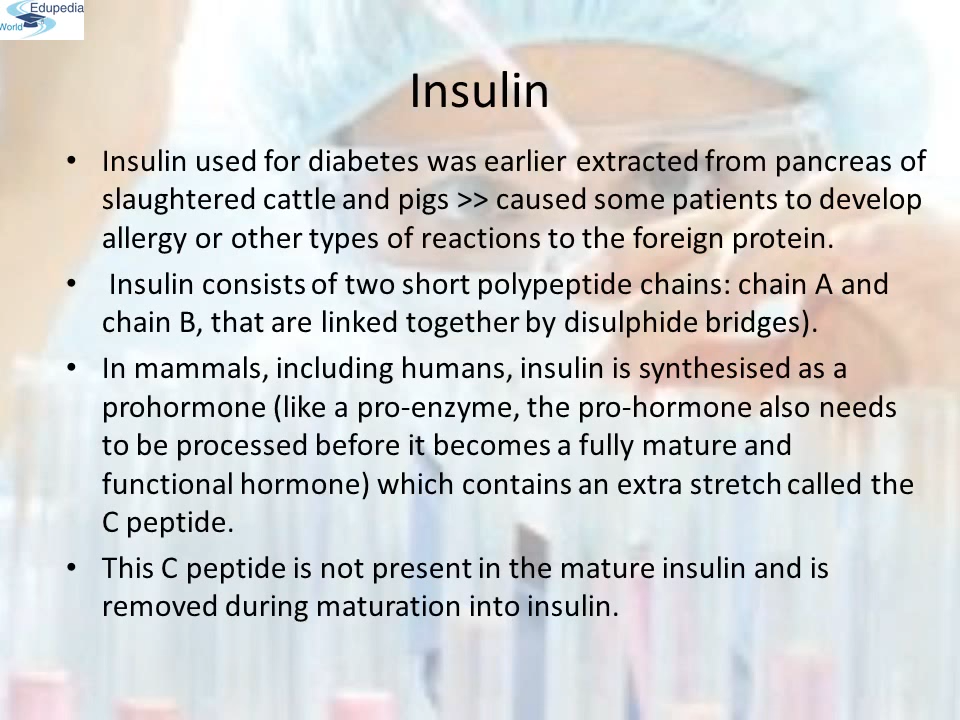 Edupedia
World
Insulin
• Insulin used for diabetes was earlier extracted from pancreas of
slaughtered cattle and pigs >> caused some patients to develop
allergy or other types of reactions to the foreign protein.
• Insulin consists of two short polypeptide chains: chain A and
chain B, that are linked together by disulphide bridges).
• In mammals, including humans, insulin is synthesised as a
prohormone (like a pro-enzyme, the pro-hormone also needs
to be processed before it becomes a fully mature and
functional hormone) which contains an extra stretch called the
C peptide.
• This C peptide is not present in the mature insulin and is
removed during maturation into insulin.